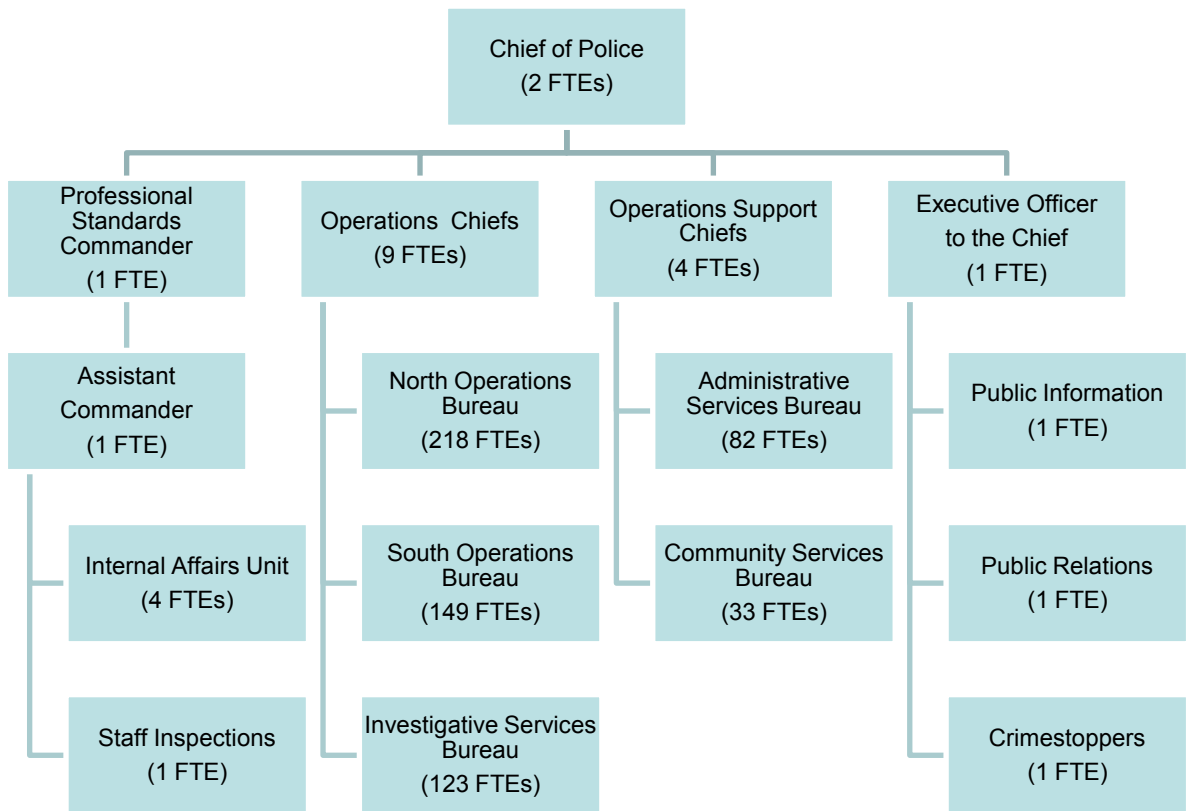 Chief of Police
(2 FTEs)
Professional
Standards
Commander
(1 FTE)
Operations Chiefs
(9 FTEs)
Operations Support
Chiefs
(4 FTEs)
Executive Officer
to the Chief
(1 FTE)
Assistant
Commander
(1 FTE)
North Operations
Bureau
(218 FTEs)
Administrative
Services Bureau
(82 FTEs)
Public Information
(1 FTE)
Internal Affairs Unit
(4 FTEs)
South Operations
Bureau
(149 FTEs)
Community Services
Bureau
(33 FTEs)
Public Relations
(1 FTE)
Staff Inspections
(1 FTE)
Investigative Services
Bureau
(123 FTEs)
Crimestoppers
(1 FTE)